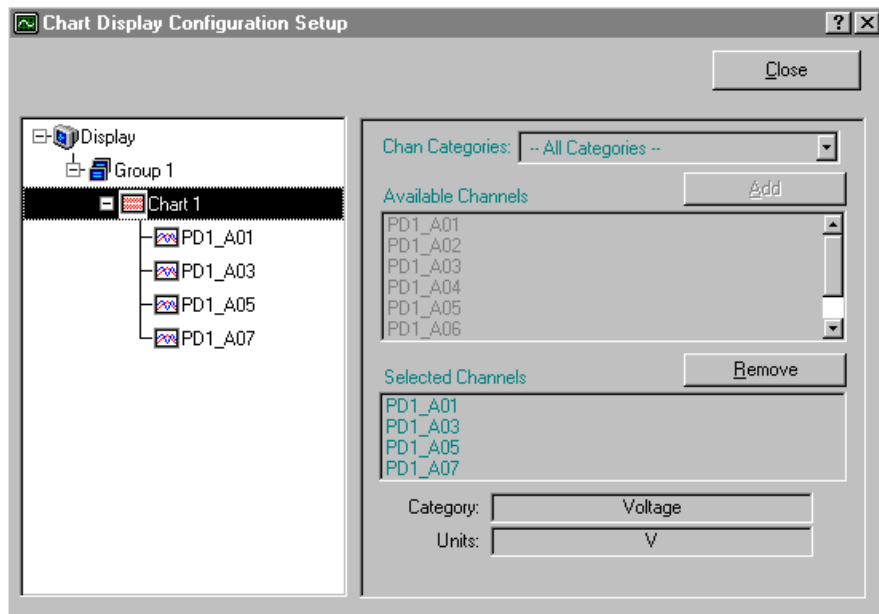 Chart Display Configuration Setup
Close
Display
Group 1
Chart 1
PD1_A01
PD1_A03
PD1_A05
PD1_A07
Chan Categories: -- All Categories --
Available Channels
Add
PD1_A01
PD1_A02
PD1_A03
PD1_A04
PD1_A05
PD1_A06
Selected Channels
Remove
PD1_A01
PD1_A03
PD1_A05
PD1_A07
Category: Voltage
Units: V